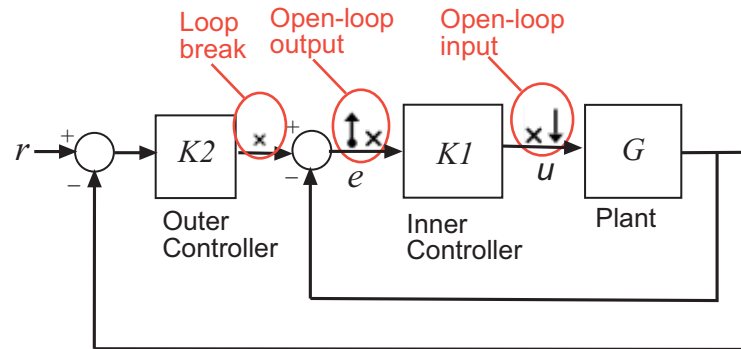 Loop
break
Open-loop
output
Open-loop
input
r
+
−
K2
+
−
e
K1
u
G
Outer
Controller
Inner
Controller
Plant